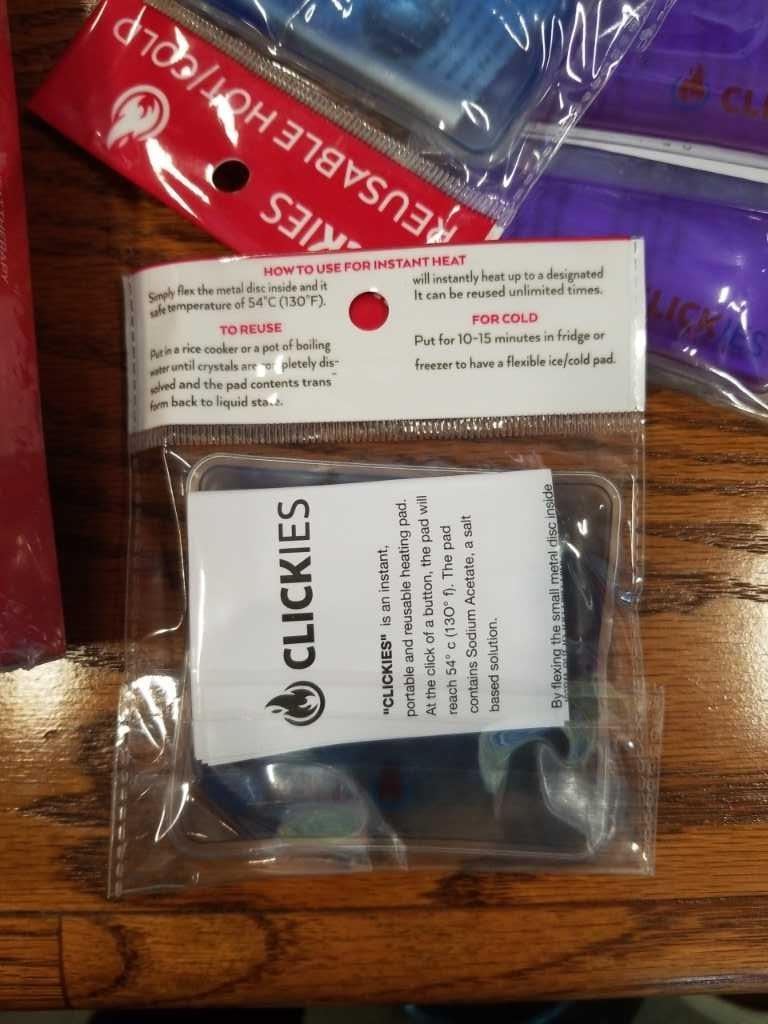 REUSABLE HOT/COLD
KIES
CLI
LICKIES
HOW TO USE FOR INSTANT HEAT
Simply flex the metal disc inside and it
safe temperature of 54°C (130°F).
will instantly heat up to a designated
It can be reused unlimited times.
TO REUSE
Put in a rice cooker or a pot of boiling
water until crystals are completely dis-
solved and the pad contents trans
form back to liquid state.
FOR COLD
Put for 10-15 minutes in fridge or
freezer to have a flexible ice/cold pad.
CLICKIES
"CLICKIES" is an instant,
portable and reusable heating pad.
At the click of a button, the pad will
reach 54° c (130° f). The pad
contains Sodium Acetate, a salt
based solution.
By flexing the small metal disc inside